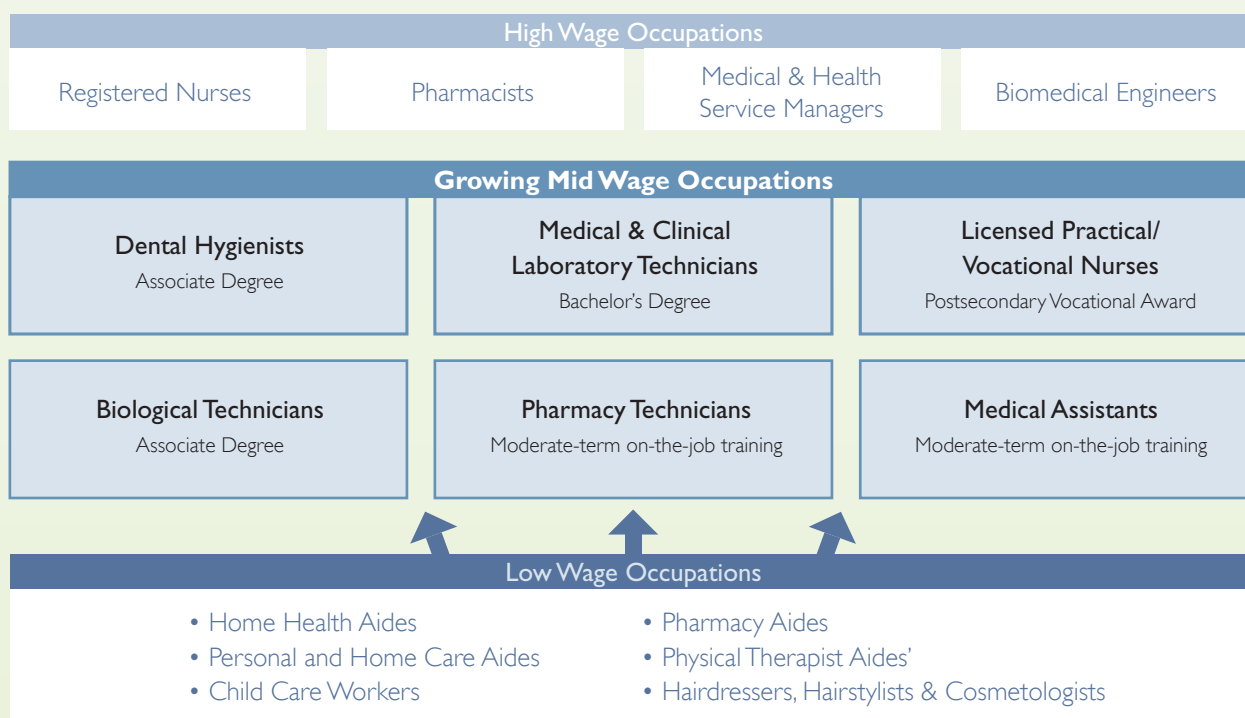 High Wage Occupations
Registered Nurses
Pharmacists
Medical & Health
Service Managers
Biomedical Engineers
Growing Mid Wage Occupations
Dental Hygienists
Associate Degree
Medical & Clinical
Laboratory Technicians
Bachelor's Degree
Licensed Practical/
Vocational Nurses
Postsecondary Vocational Award
Biological Technicians
Associate Degree
Pharmacy Technicians
Moderate-term on-the-job training
Medical Assistants
Moderate-term on-the-job training
Low Wage Occupations
• Home Health Aides
• Personal and Home Care Aides
• Child Care Workers
• Pharmacy Aides
• Physical Therapist Aides'
• Hairdressers, Hairstylists & Cosmetologists